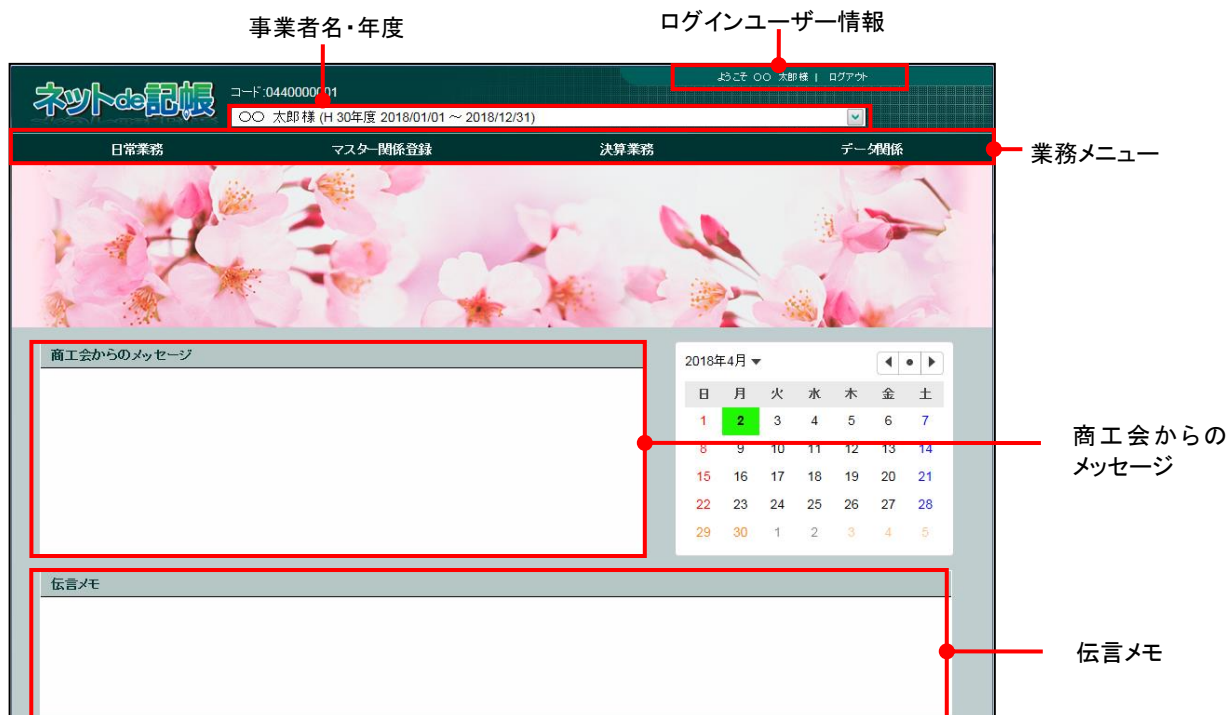 事業者名・年度
ログインユーザー情報
ようこそ ○○ 太郎 様 | ログアウト
ネットde記帳
コード:0440000001
○○ 太郎 様 (H 30年度 2018/01/01 ~ 2018/12/31)
日常業務 マスター関係登録 決算業務 データ関係
業務メニュー
商工会からのメッセージ
2018年4月
日 月 火 水 木 金 土
1 2 3 4 5 6 7
8 9 10 11 12 13 14
15 16 17 18 19 20 21
22 23 24 25 26 27 28
29 30 1 2 3 4 5
商工会からの
メッセージ
伝言メモ
伝言メモ